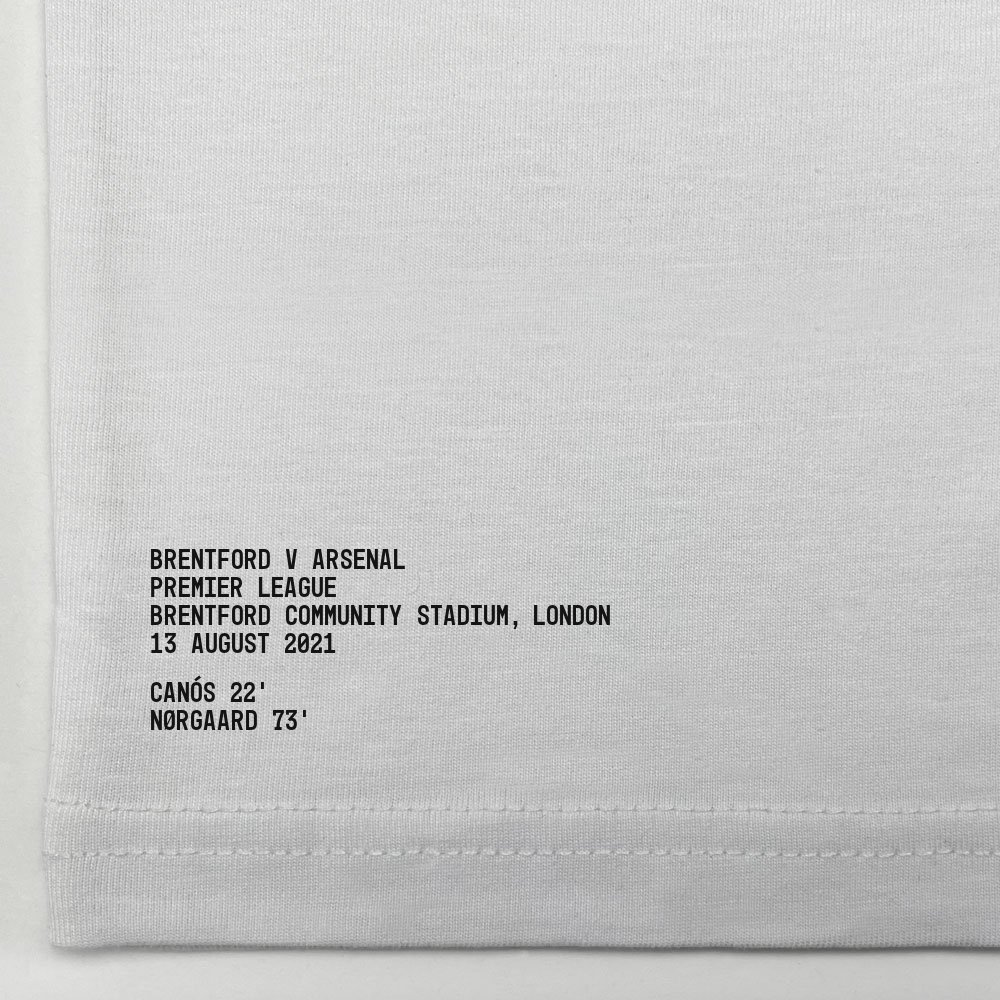 BRENTFORD V ARSENAL
PREMIER LEAGUE
BRENTFORD COMMUNITY STADIUM, LONDON
13 AUGUST 2021
CANÓS 22'
NØRGAARD 73'